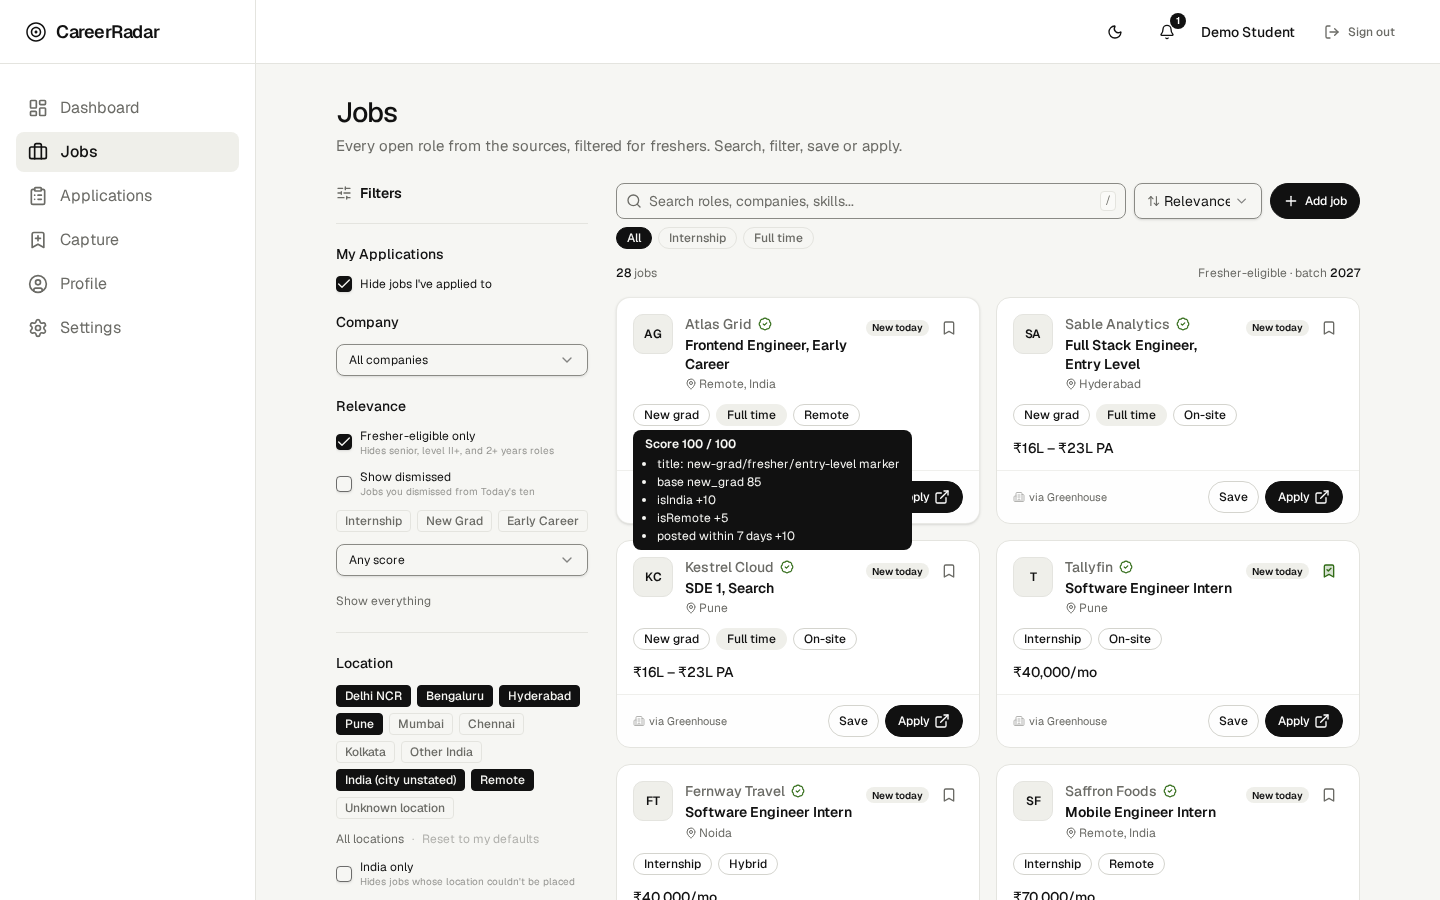 CareerRadar
1
Demo Student
Sign out
Dashboard
Jobs
Applications
Capture
Profile
Settings
Jobs
Every open role from the sources, filtered for freshers. Search, filter, save or apply.
Filters
My Applications
Hide jobs I've applied to
Company
All companies
Relevance
Fresher-eligible only
Hides senior, level II+, and 2+ years roles
Show dismissed
Jobs you dismissed from Today's ten
Internship
New Grad
Early Career
Any score
Show everything
Location
Delhi NCR
Bengaluru
Hyderabad
Pune
Mumbai
Chennai
Kolkata
Other India
India (city unstated)
Remote
Unknown location
All locations · Reset to my defaults
India only
Hides jobs whose location couldn't be placed
Search roles, companies, skills...
/
Relevance
Add job
All
Internship
Full time
28 jobs
Fresher-eligible · batch 2027
AG
Atlas Grid
New today
Frontend Engineer, Early
Career
Remote, India
New grad
Full time
Remote
Score 100 / 100
• title: new-grad/fresher/entry-level marker
• base new_grad 85
• isIndia +10
• isRemote +5
• posted within 7 days +10
ply
SA
Sable Analytics
New today
Full Stack Engineer,
Entry Level
Hyderabad
New grad
Full time
On-site
₹16L – ₹23L PA
via Greenhouse
Save
Apply
KC
Kestrel Cloud
New today
SDE 1, Search
Pune
New grad
Full time
On-site
₹16L – ₹23L PA
via Greenhouse
Save
Apply
T
Tallyfin
New today
Software Engineer Intern
Pune
Internship
On-site
₹40,000/mo
via Greenhouse
Save
Apply
FT
Fernway Travel
New today
Software Engineer Intern
Noida
Internship
Hybrid
₹40,000/mo
SF
Saffron Foods
New today
Mobile Engineer Intern
Remote, India
Internship
Remote
₹70,000/mo